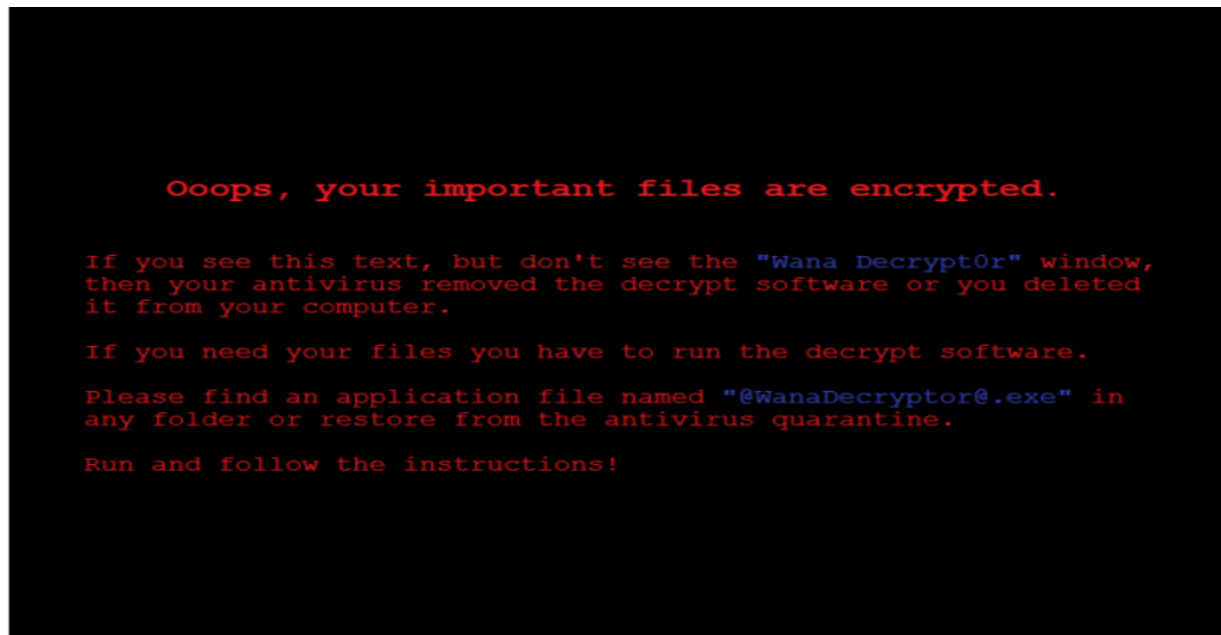 Ooops, your important files are encrypted.
If you see this text, but don't see the "Wana Decrypt0r" window,
then your antivirus removed the decrypt software or you deleted
it from your computer.
If you need your files you have to run the decrypt software.
Please find an application file named "@WanaDecryptor@.exe" in
any folder or restore from the antivirus quarantine.
Run and follow the instructions!